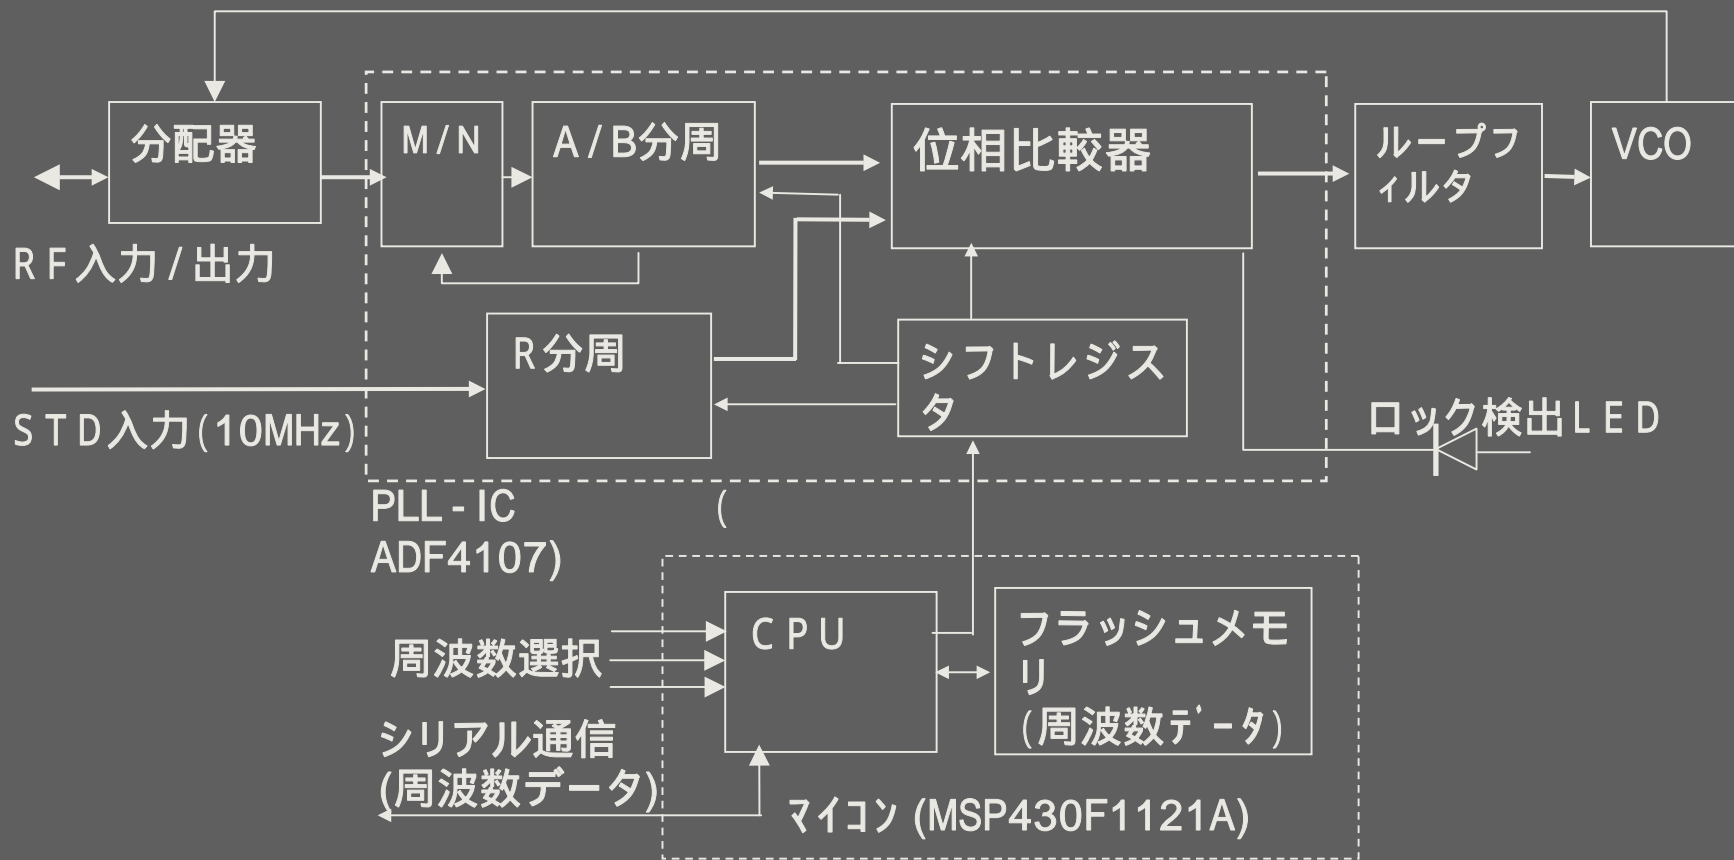 分配器
M/N
A/B分周
位相比較器
ループフ
ィルタ
VCO
RF入力/出力
R分周
シフトレジス
タ
STD入力(10MHz)
ロック検出LED
PLL-IC (
ADF4107)
CPU
フラッシュメモ
リ
(周波数ﾃﾞｰﾀ)
周波数選択
シリアル通信
(周波数データ)
ﾏｲｺﾝ(MSP430F1121A)